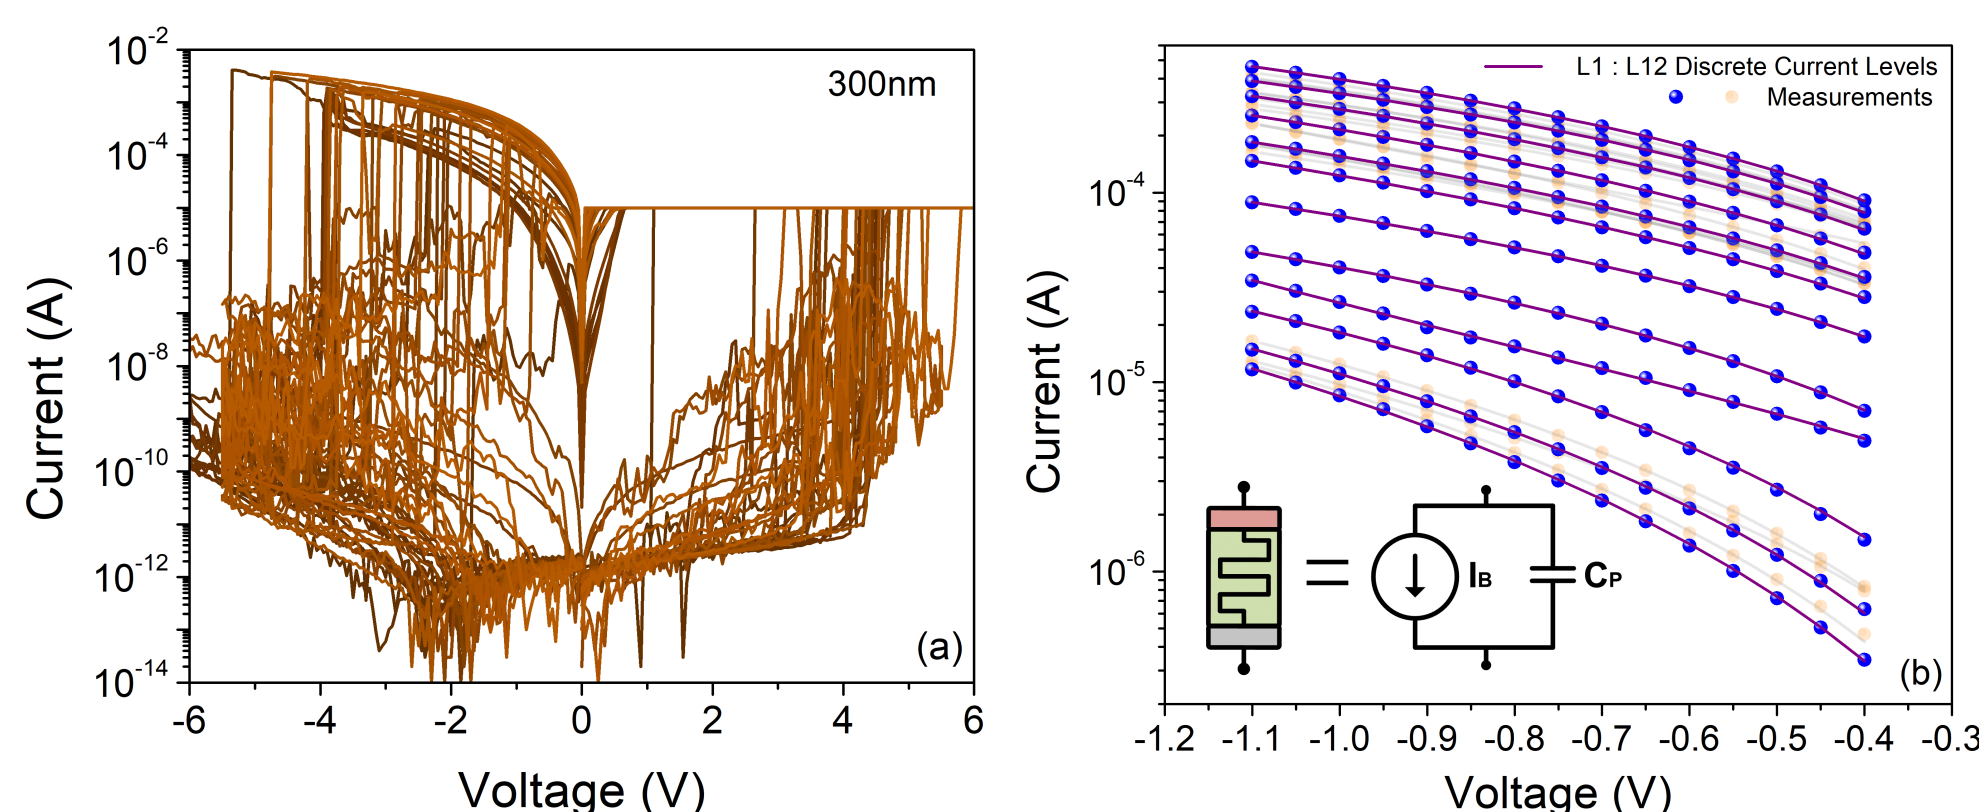 10-2
10-4
10-6
10-8
10-10
10-12
10-14
-6 -4 -2 0 2 4 6
Current (A)
Voltage (V)
300nm
(a)
10-4
10-5
10-6
-1.2 -1.1 -1.0 -0.9 -0.8 -0.7 -0.6 -0.5 -0.4 -0.3
Current (A)
Voltage (V)
L1 : L12 Discrete Current Levels
Measurements
IB
CP
(b)